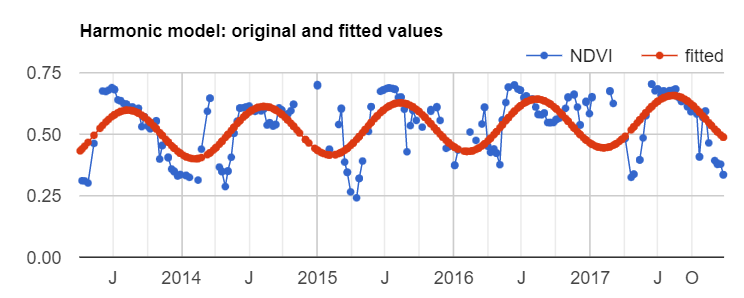 Harmonic model: original and fitted values
NDVI fitted
0.75
0.50
0.25
0.00
J 2014 J 2015 J 2016 J 2017 J O